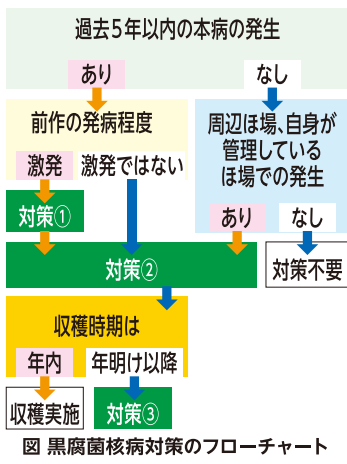 過去5年以内の本病の発生
あり
なし
前作の発病程度
激発
激発ではない
周辺ほ場、自身が
管理している
ほ場での発生
あり
なし
対策①
対策②
対策不要
収穫時期は
年内
年明け以降
収穫実施
対策③
図 黒腐菌核病対策のフローチャート